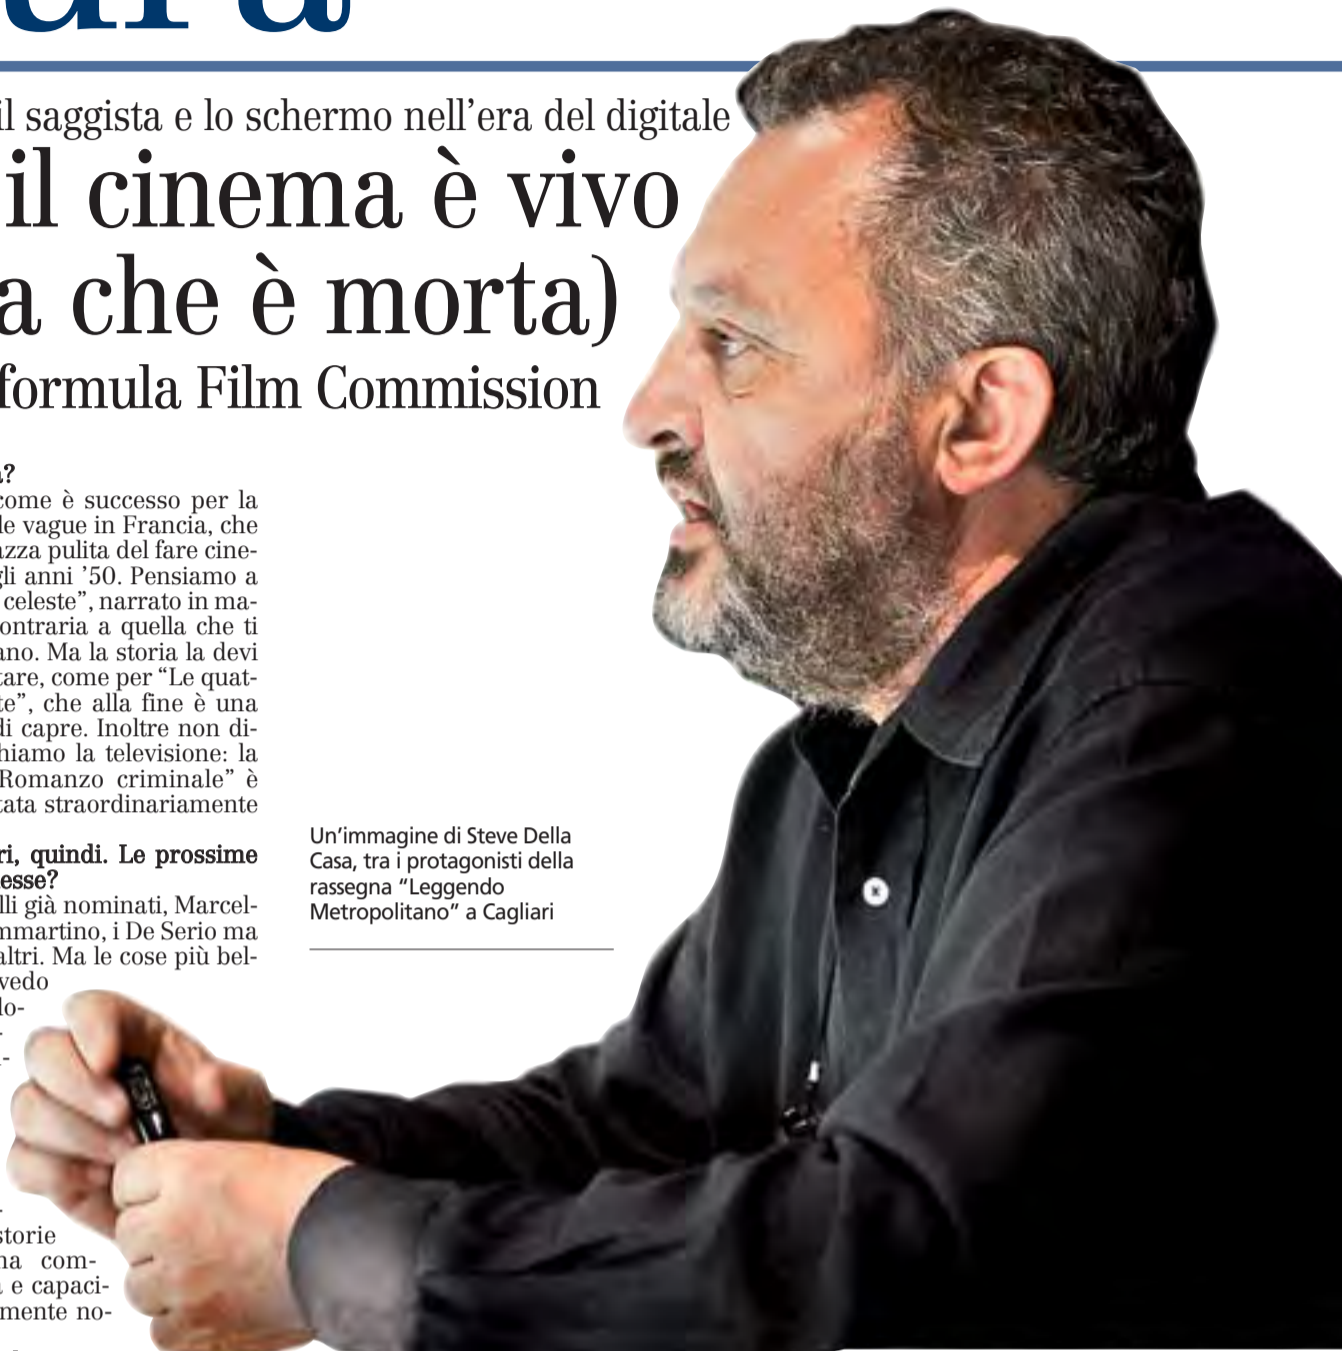 il saggista e lo schermo nell'era del digitale
il cinema è vivo
a che è morta)
formula Film Commission
?
come è successo per la
le vague in Francia, che
azza pulita del fare cine-
gli anni '50. Pensiamo a
celeste”, narrato in ma-
ontraria a quella che ti
ano. Ma la storia la devi
tare, come per “Le quat-
te”, che alla fine è una
di capre. Inoltre non di-
hiamo la televisione: la
Romanzo criminale” è
tata straordinariamente
ri, quindi. Le prossime
esse?
lli già nominati, Marcel-
mmartino, i De Serio ma
altri. Ma le cose più bel-
vedo
lo-
-
-
-
storie
na com-
e capaci-
mente no-
Un'immagine di Steve Della
Casa, tra i protagonisti della
rassegna “Leggendo
Metropolitano” a Cagliari